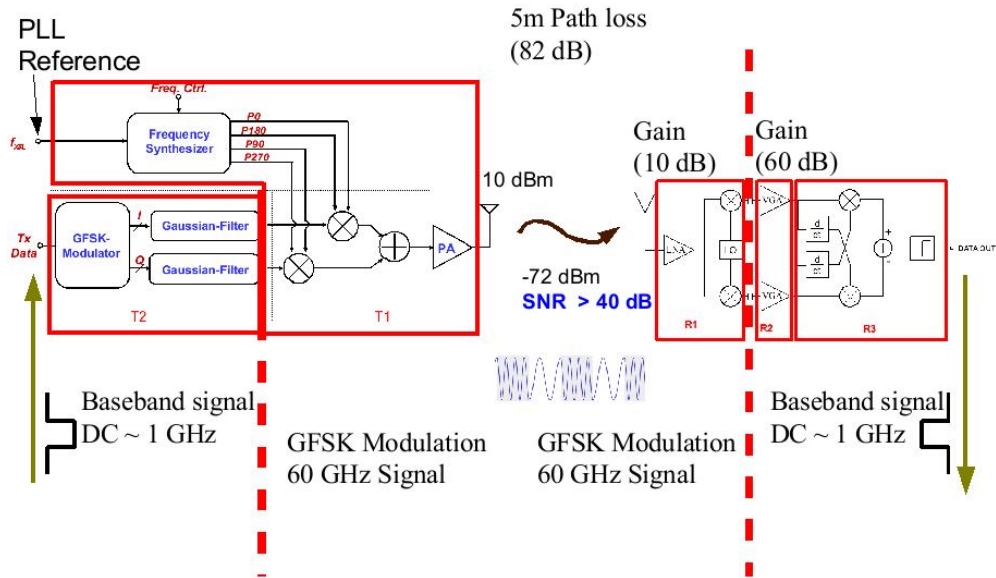 PLL
Reference
5m Path loss
(82 dB)
Freq. Ctrl.
f_XTAL
Frequency
Synthesizer
P0
P180
P90
P270
Tx
Data
GFSK-
Modulator
I
Q
Gaussian-Filter
Gaussian-Filter
PA
10 dBm
T2
T1
-72 dBm
SNR > 40 dB
Gain
(10 dB)
Gain
(60 dB)
LNA
LO
VGA
VGA
d
dt
d
dt
+
-
DATA OUT
R1
R2
R3
Baseband signal
DC ~ 1 GHz
GFSK Modulation
60 GHz Signal
GFSK Modulation
60 GHz Signal
Baseband signal
DC ~ 1 GHz